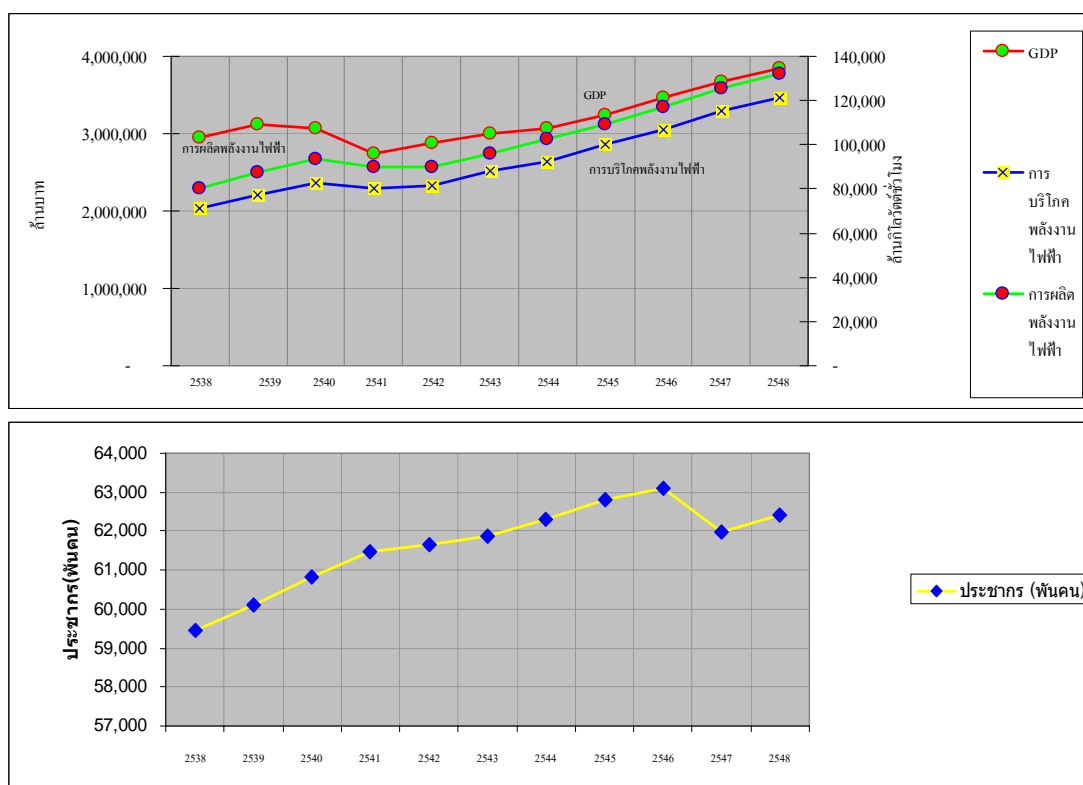 4,000,000
3,000,000
2,000,000
1,000,000
-
ล้านบาท
140,000
120,000
100,000
80,000
60,000
40,000
20,000
-
ล้านกิโลวัตต์ชั่วโมง
GDP
การผลิตพลังงานไฟฟ้า
การบริโภคพลังงานไฟฟ้า
2538 2539 2540 2541 2542 2543 2544 2545 2546 2547 2548
GDP
การ
บริโภค
พลังงาน
ไฟฟ้า
การผลิต
พลังงาน
ไฟฟ้า
64,000
63,000
62,000
61,000
60,000
59,000
58,000
57,000
ประชากร(พันคน)
2538 2539 2540 2541 2542 2543 2544 2545 2546 2547 2548
ประชากร (พันคน)